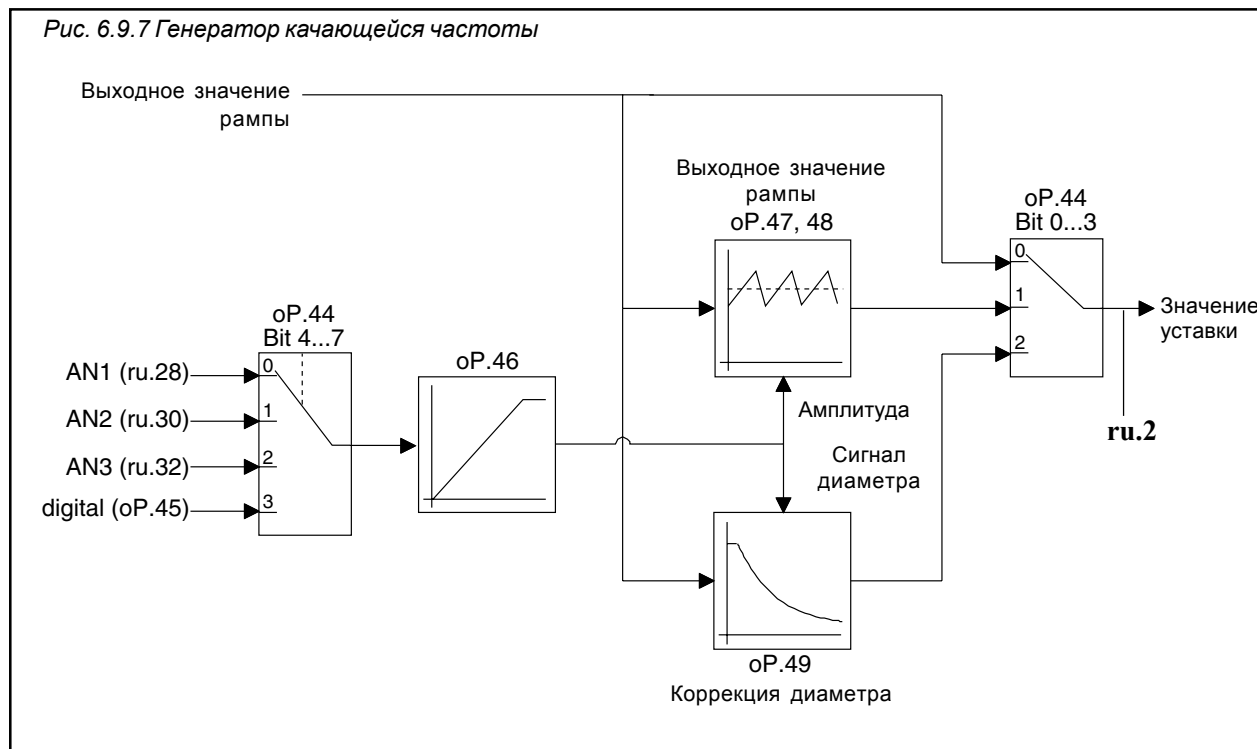 Рис. 6.9.7 Генератор качающейся частоты
Выходное значение
рампы
Выходное значение
рампы
oP.47, 48
oP.44
Bit 0...3
0
1
2
Значение
уставки
ru.2
oP.44
Bit 4...7
AN1 (ru.28)
AN2 (ru.30)
AN3 (ru.32)
digital (oP.45)
0
1
2
3
oP.46
Амплитуда
Сигнал
диаметра
oP.49
Коррекция диаметра